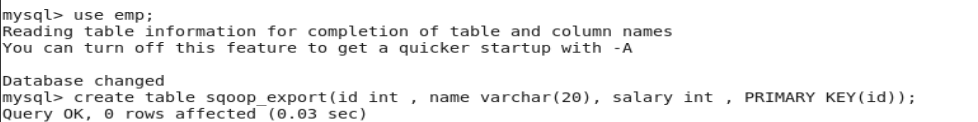 mysql> use emp;
Reading table information for completion of table and column names
You can turn off this feature to get a quicker startup with -A
Database changed
mysql> create table sqoop_export(id int , name varchar(20), salary int , PRIMARY KEY(id));
Query OK, 0 rows affected (0.03 sec)